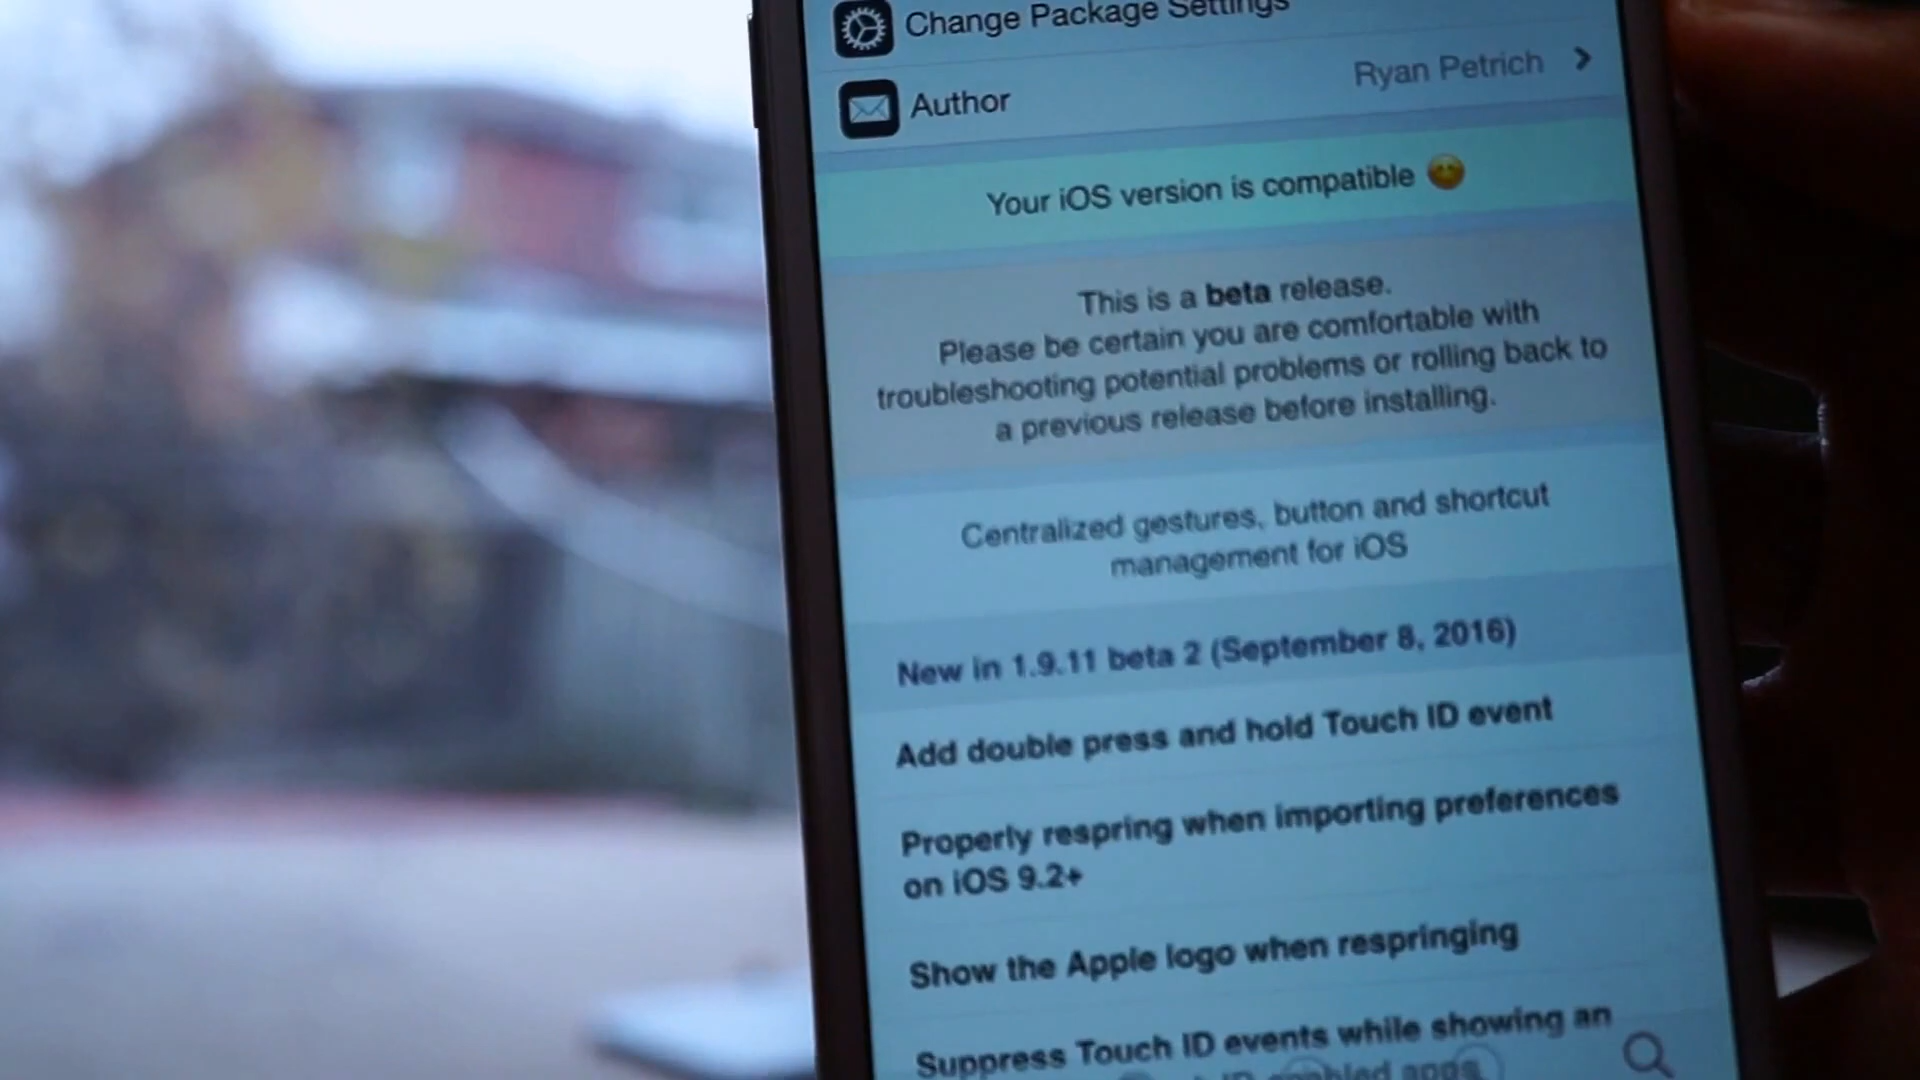 Change Package Settings
Author
Ryan Petrich
Your iOS version is compatible 😊
This is a beta release.
Please be certain you are comfortable with
troubleshooting potential problems or rolling back to
a previous release before installing.
Centralized gestures, button and shortcut
management for iOS
New in 1.9.11 beta 2 (September 8, 2016)
Add double press and hold Touch ID event
Properly respring when importing preferences
on iOS 9.2+
Show the Apple logo when respringing
Suppress Touch ID events while showing an
ID enabled apps